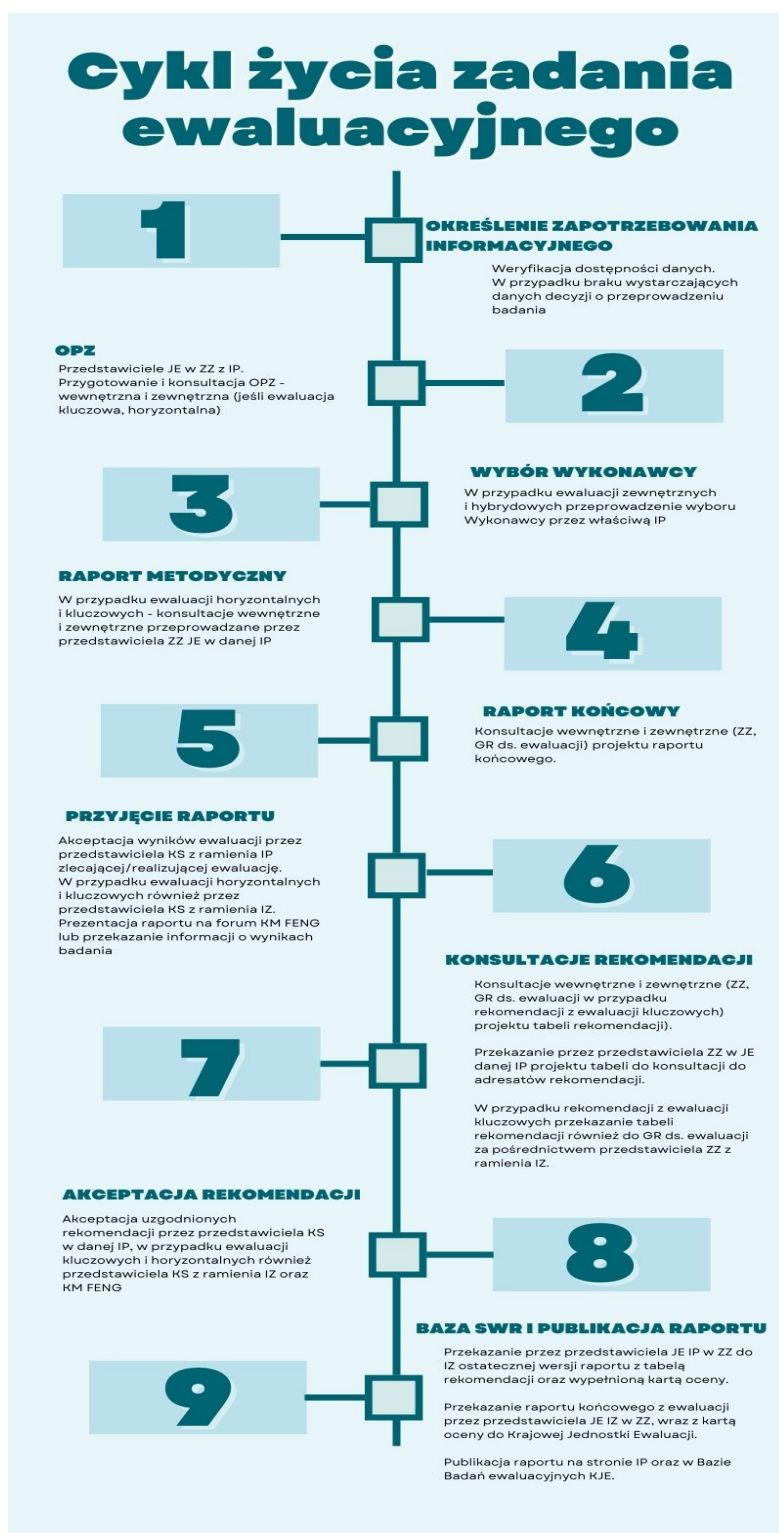 Cykl życia zadania
ewaluacyjnego
1
OKREŚLENIE ZAPOTRZEBOWANIA
INFORMACYJNEGO
Weryfikacja dostępności danych.
W przypadku braku wystarczających
danych decyzji o przeprowadzeniu
badania
2
OPZ
Przedstawiciele JE w ZZ z IP.
Przygotowanie i konsultacja OPZ -
wewnętrzna i zewnętrzna (jeśli ewaluacja
kluczowa, horyzontalna)
3
WYBÓR WYKONAWCY
W przypadku ewaluacji zewnętrznych
i hybrydowych przeprowadzenie wyboru
Wykonawcy przez właściwą IP
4
RAPORT METODYCZNY
W przypadku ewaluacji horyzontalnych
i kluczowych - konsultacje wewnętrzne
i zewnętrzne przeprowadzane przez
przedstawiciela ZZ JE w danej IP
5
RAPORT KOŃCOWY
Konsultacje wewnętrzne i zewnętrzne (ZZ,
GR ds. ewaluacji) projektu raportu
końcowego.
6
PRZYJĘCIE RAPORTU
Akceptacja wyników ewaluacji przez
przedstawiciela KS z ramienia IP
zlecającej/realizującej ewaluację.
W przypadku ewaluacji horyzontalnych
i kluczowych również przez
przedstawiciela KS z ramienia IZ.
Prezentacja raportu na forum KM FENG
lub przekazanie informacji o wynikach
badania
7
KONSULTACJE REKOMENDACJI
Konsultacje wewnętrzne i zewnętrzne (ZZ,
GR ds. ewaluacji w przypadku
rekomendacji z ewaluacji kluczowych)
projektu tabeli rekomendacji).
Przekazanie przez przedstawiciela ZZ w JE
danej IP projektu tabeli do konsultacji do
adresatów rekomendacji.
W przypadku rekomendacji z ewaluacji
kluczowych przekazanie tabeli
rekomendacji również do GR ds. ewaluacji
za pośrednictwem przedstawiciela ZZ z
ramienia IZ.
8
AKCEPTACJA REKOMENDACJI
Akceptacja uzgodnionych
rekomendacji przez przedstawiciela KS
w danej IP, w przypadku ewaluacji
kluczowych i horyzontalnych również
przedstawiciela KS z ramienia IZ oraz
KM FENG
9
BAZA SWR I PUBLIKACJA RAPORTU
Przekazanie przez przedstawiciela JE IP w ZZ do
IZ ostatecznej wersji raportu z tabelą
rekomendacji oraz wypełnioną kartą oceny.
Przekazanie raportu końcowego z ewaluacji
przez przedstawiciela JE IZ w ZZ, wraz z kartą
oceny do Krajowej Jednostki Ewaluacji.
Publikacja raportu na stronie IP oraz w Bazie
Badań ewaluacyjnych KJE.